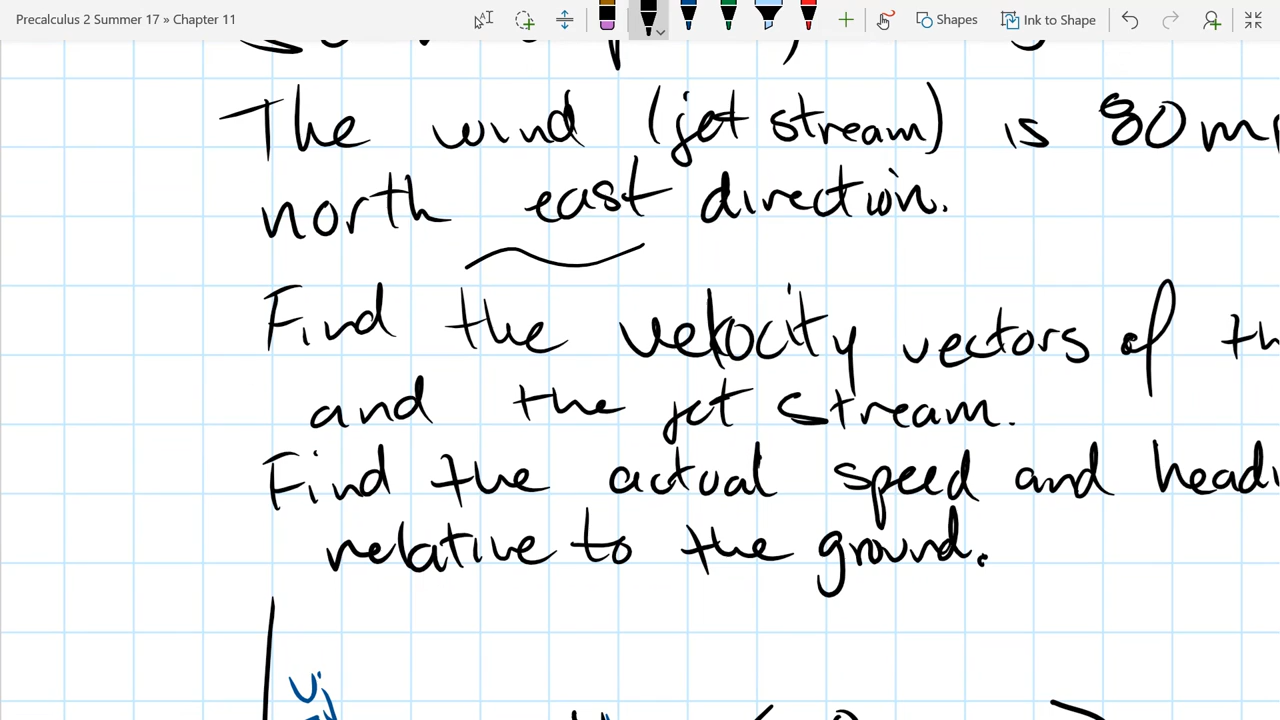 Precalculus 2 Summer 17 » Chapter 11
Shapes
Ink to Shape
The wind (jet stream) is 80
north east direction.
Find the velocity vectors of
and the jet stream.
Find the actual speed and
relative to the ground.